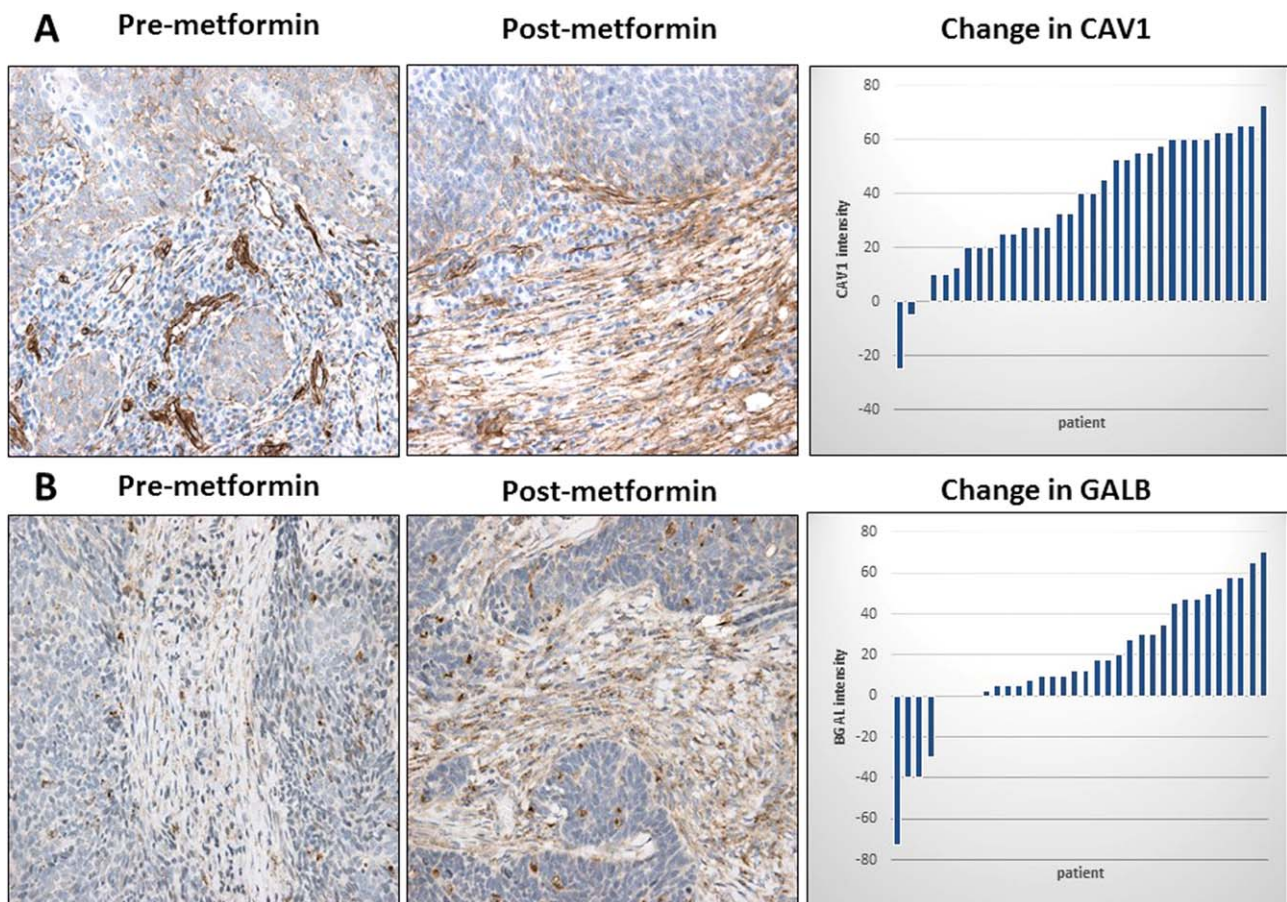 A Pre-metformin Post-metformin Change in CAV1
80
60
40
20
0
-20
-40
CAV1 intensity
patient
B Pre-metformin Post-metformin Change in GALB
80
60
40
20
0
-20
-40
-60
-80
BGAL intensity
patient